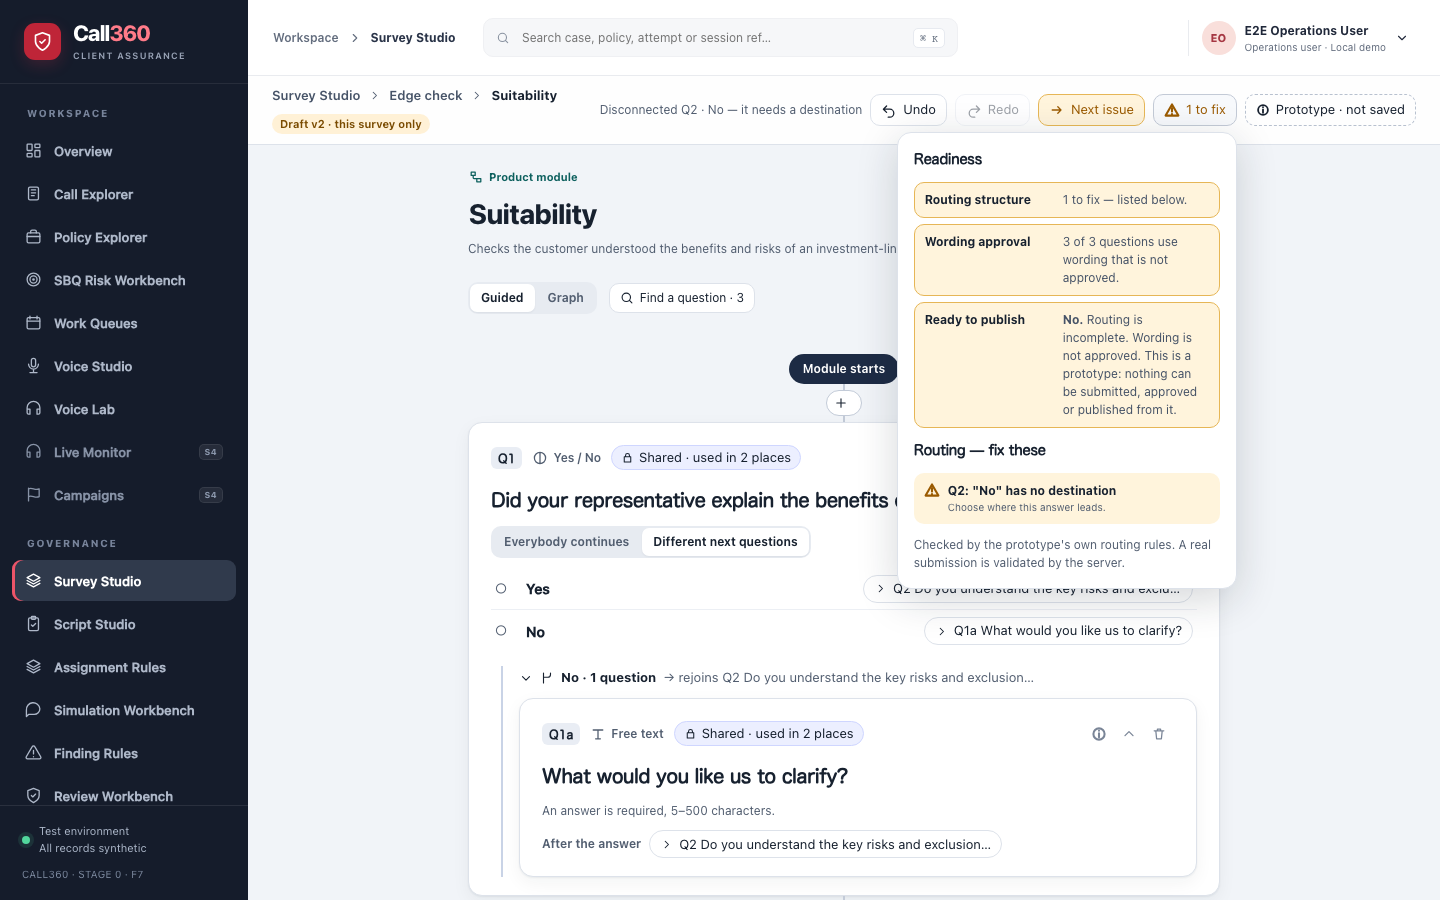 Call360
CLIENT ASSURANCE
Workspace
Survey Studio
Search case, policy, attempt or session ref...
⌘ K
EO
E2E Operations User
Operations user · Local demo
WORKSPACE
Overview
Call Explorer
Policy Explorer
SBQ Risk Workbench
Work Queues
Voice Studio
Voice Lab
Live Monitor
S4
Campaigns
S4
GOVERNANCE
Survey Studio
Script Studio
Assignment Rules
Simulation Workbench
Finding Rules
Review Workbench
Test environment
All records synthetic
CALL360 · STAGE 0 · F7
Survey Studio
Edge check
Suitability
Draft v2 · this survey only
Disconnected Q2 · No — it needs a destination
Undo
Redo
Next issue
1 to fix
Prototype · not saved
Product module
Suitability
Checks the customer understood the benefits and risks of an investment-lin
Guided
Graph
Find a question · 3
Module starts
Q1
Yes / No
Shared · used in 2 places
Did your representative explain the benefits
Everybody continues
Different next questions
Yes
Q2 Do you understand the key risks and exclu...
No
Q1a What would you like us to clarify?
No · 1 question
→ rejoins Q2 Do you understand the key risks and exclusion...
Q1a
Free text
Shared · used in 2 places
What would you like us to clarify?
An answer is required, 5–500 characters.
After the answer
Q2 Do you understand the key risks and exclusion...
Readiness
Routing structure
1 to fix — listed below.
Wording approval
3 of 3 questions use
wording that is not
approved.
Ready to publish
No. Routing is
incomplete. Wording is
not approved. This is a
prototype: nothing can
be submitted, approved
or published from it.
Routing — fix these
Q2: "No" has no destination
Choose where this answer leads.
Checked by the prototype's own routing rules. A real
submission is validated by the server.